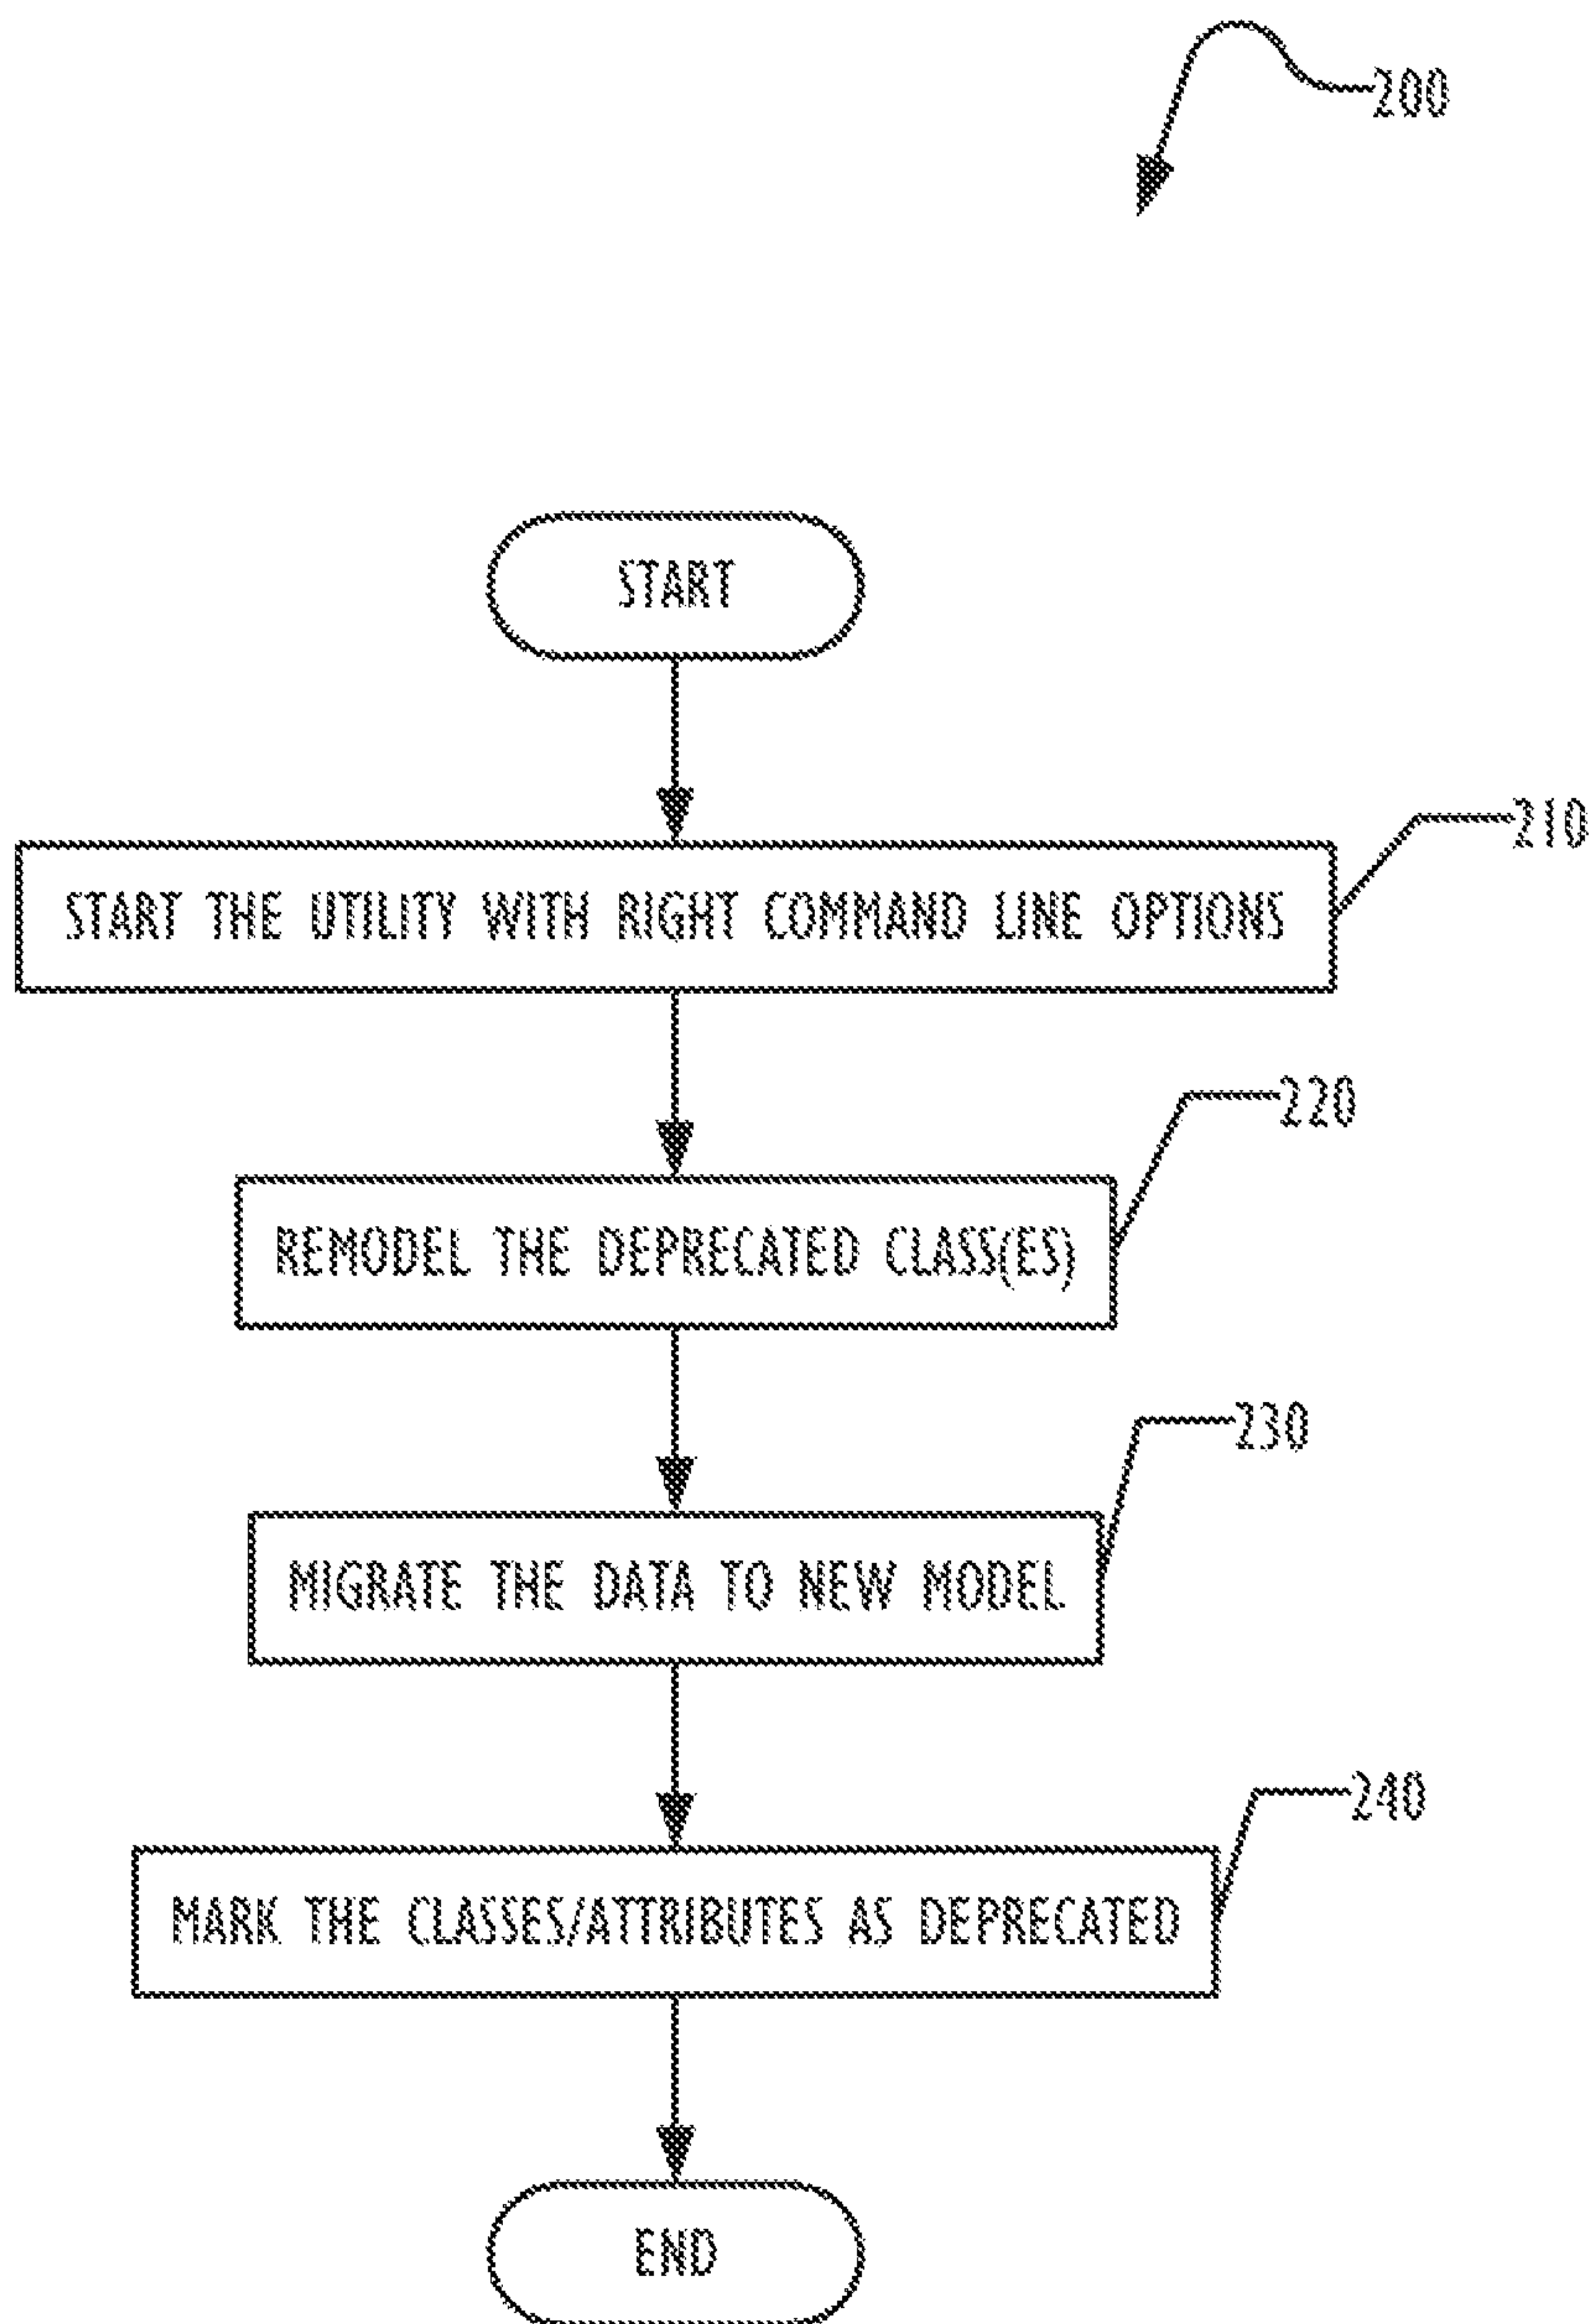 200
START
210
START THE UTILITY WITH RIGHT COMMAND LINE OPTIONS
220
REMODEL THE DEPRECATED CLASS(ES)
230
MIGRATE THE DATA TO NEW MODEL
240
MARK THE CLASSES/ATTRIBUTES AS DEPRECATED
END